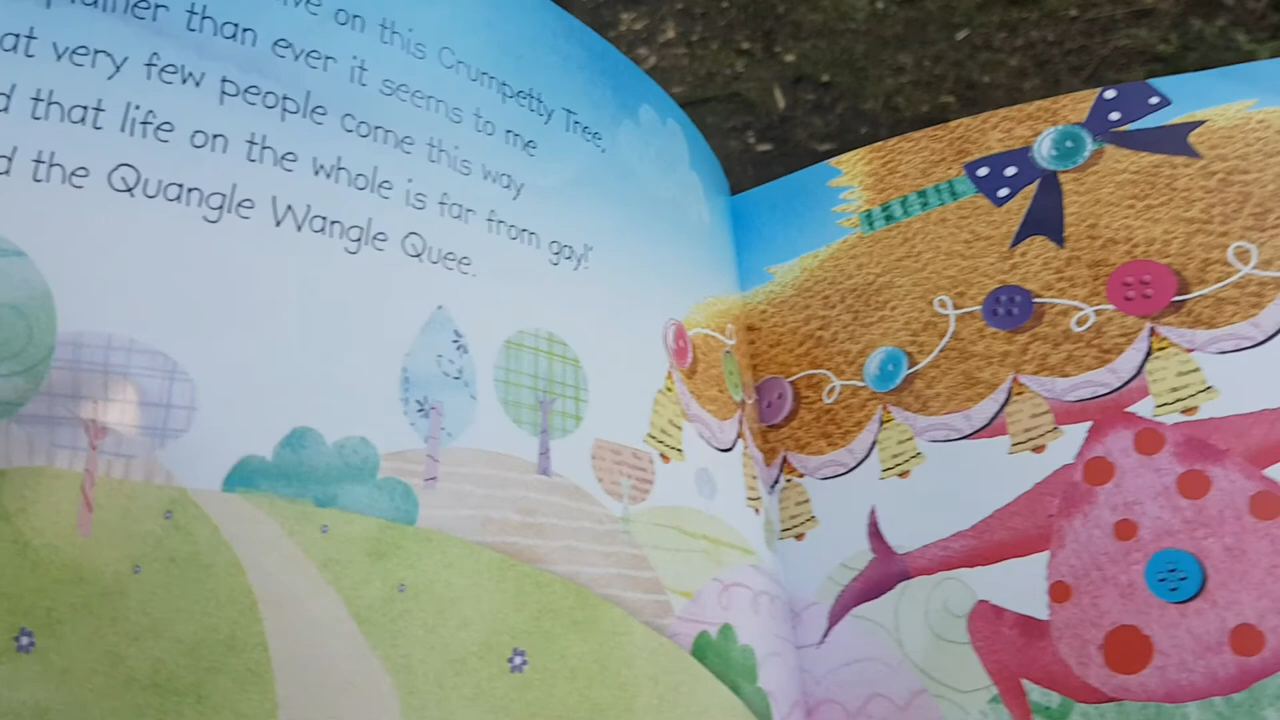 on this Crumpetty Tree,
than ever it seems to me
very few people come this way
that life on the whole is far from gay!'
the Quangle Wangle Quee.